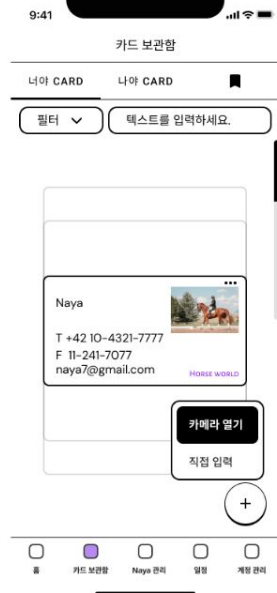 9:41
카드 보관함
너야 CARD 나야 CARD
필터 텍스트를 입력하세요.
Naya
T +42 10-4321-7777
F 11-241-7077
naya7@gmail.com
HORSE WORLD
카메라 열기
직접 입력
+
홈 카드 보관함 Naya 관리 일정 계정 관리